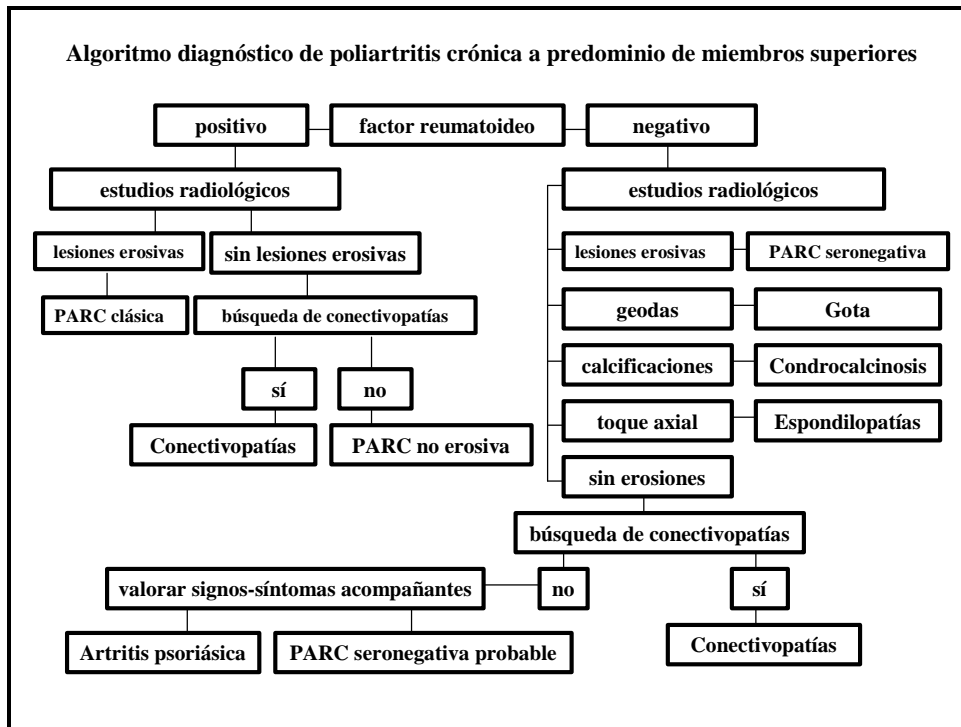 Algoritmo diagnóstico de poliartritis crónica a predominio de miembros superiores
positivo
factor reumatoideo
negativo
estudios radiológicos
estudios radiológicos
lesiones erosivas
sin lesiones erosivas
lesiones erosivas
PARC seronegativa
PARC clásica
búsqueda de conectivopatías
geodas
Gota
calcificaciones
Condrocalcinosis
sí
no
toque axial
Espondilopatías
Conectivopatías
PARC no erosiva
sin erosiones
búsqueda de conectivopatías
valorar signos-síntomas acompañantes
no
sí
Artritis psoriásica
PARC seronegativa probable
Conectivopatías